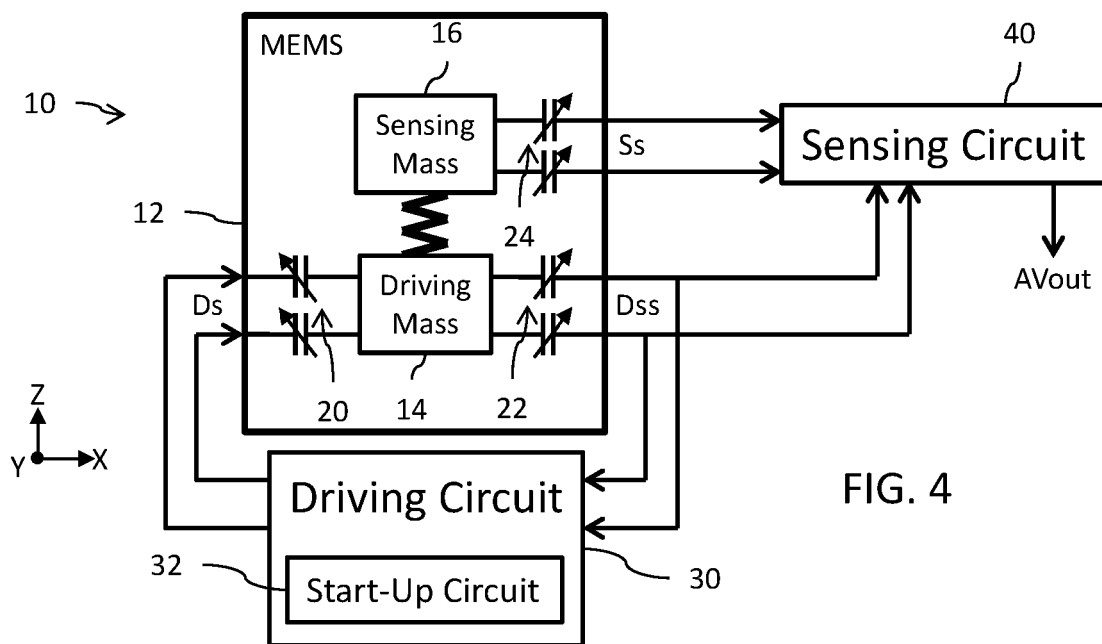 16
MEMS
40
10
Sensing
Mass
Ss
Sensing Circuit
24
12
Driving
Mass
Ds
Dss
AVout
20
14
22
Z
Y
X
Driving Circuit
FIG. 4
32
Start-Up Circuit
30